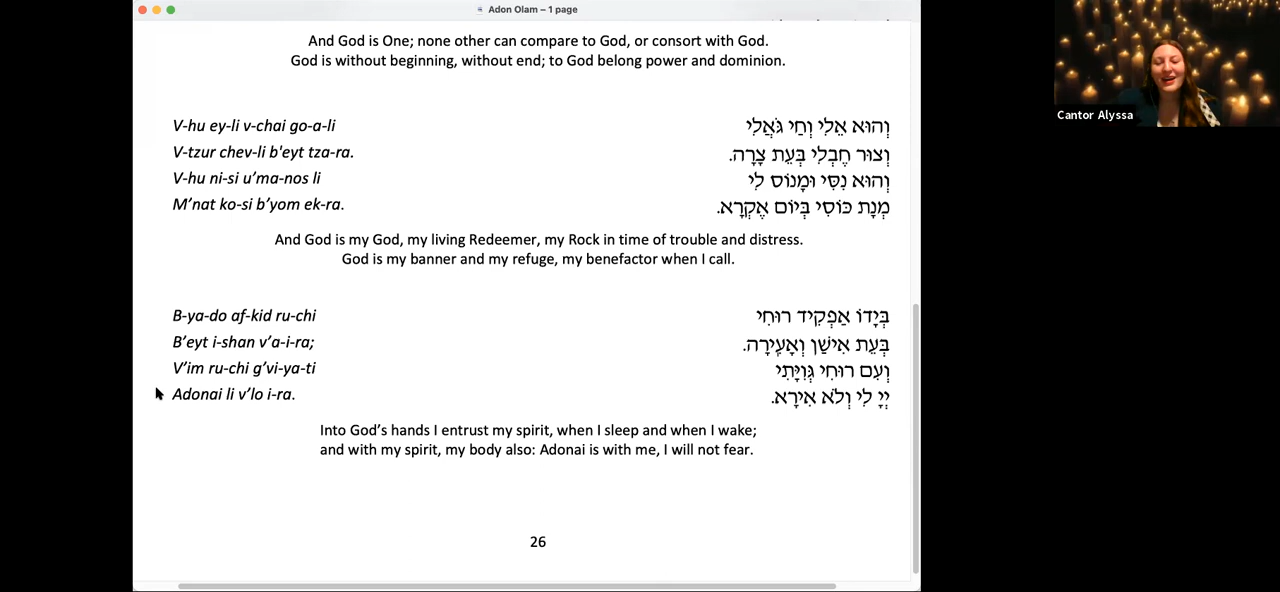 Adon Olam – 1 page
And God is One; none other can compare to God, or consort with God.
God is without beginning, without end; to God belong power and dominion.
V-hu ey-li v-chai go-a-li
V-tzur chev-li b'eyt tza-ra.
V-hu ni-si u’ma-nos li
M’nat ko-si b’yom ek-ra.
וְהוּא אֵלִי וְחַי גֹּאֲלִי
וְצוּר חֶבְלִי בְּעֵת צָרָה.
וְהוּא נִסִּי וּמָנוֹס לִי
מְנָת כּוֹסִי בְּיוֹם אֶקְרָא.
And God is my God, my living Redeemer, my Rock in time of trouble and distress.
God is my banner and my refuge, my benefactor when I call.
B-ya-do af-kid ru-chi
B’eyt i-shan v’a-i-ra;
V’im ru-chi g’vi-ya-ti
Adonai li v’lo i-ra.
בְּיָדוֹ אַפְקִיד רוּחִי
בְּעֵת אִישַׁן וְאָעִֽירָה.
וְעִם רוּחִי גְּוִיָּתִי
יְיָ לִי וְלֹא אִירָא.
Into God’s hands I entrust my spirit, when I sleep and when I wake;
and with my spirit, my body also: Adonai is with me, I will not fear.
26
Cantor Alyssa